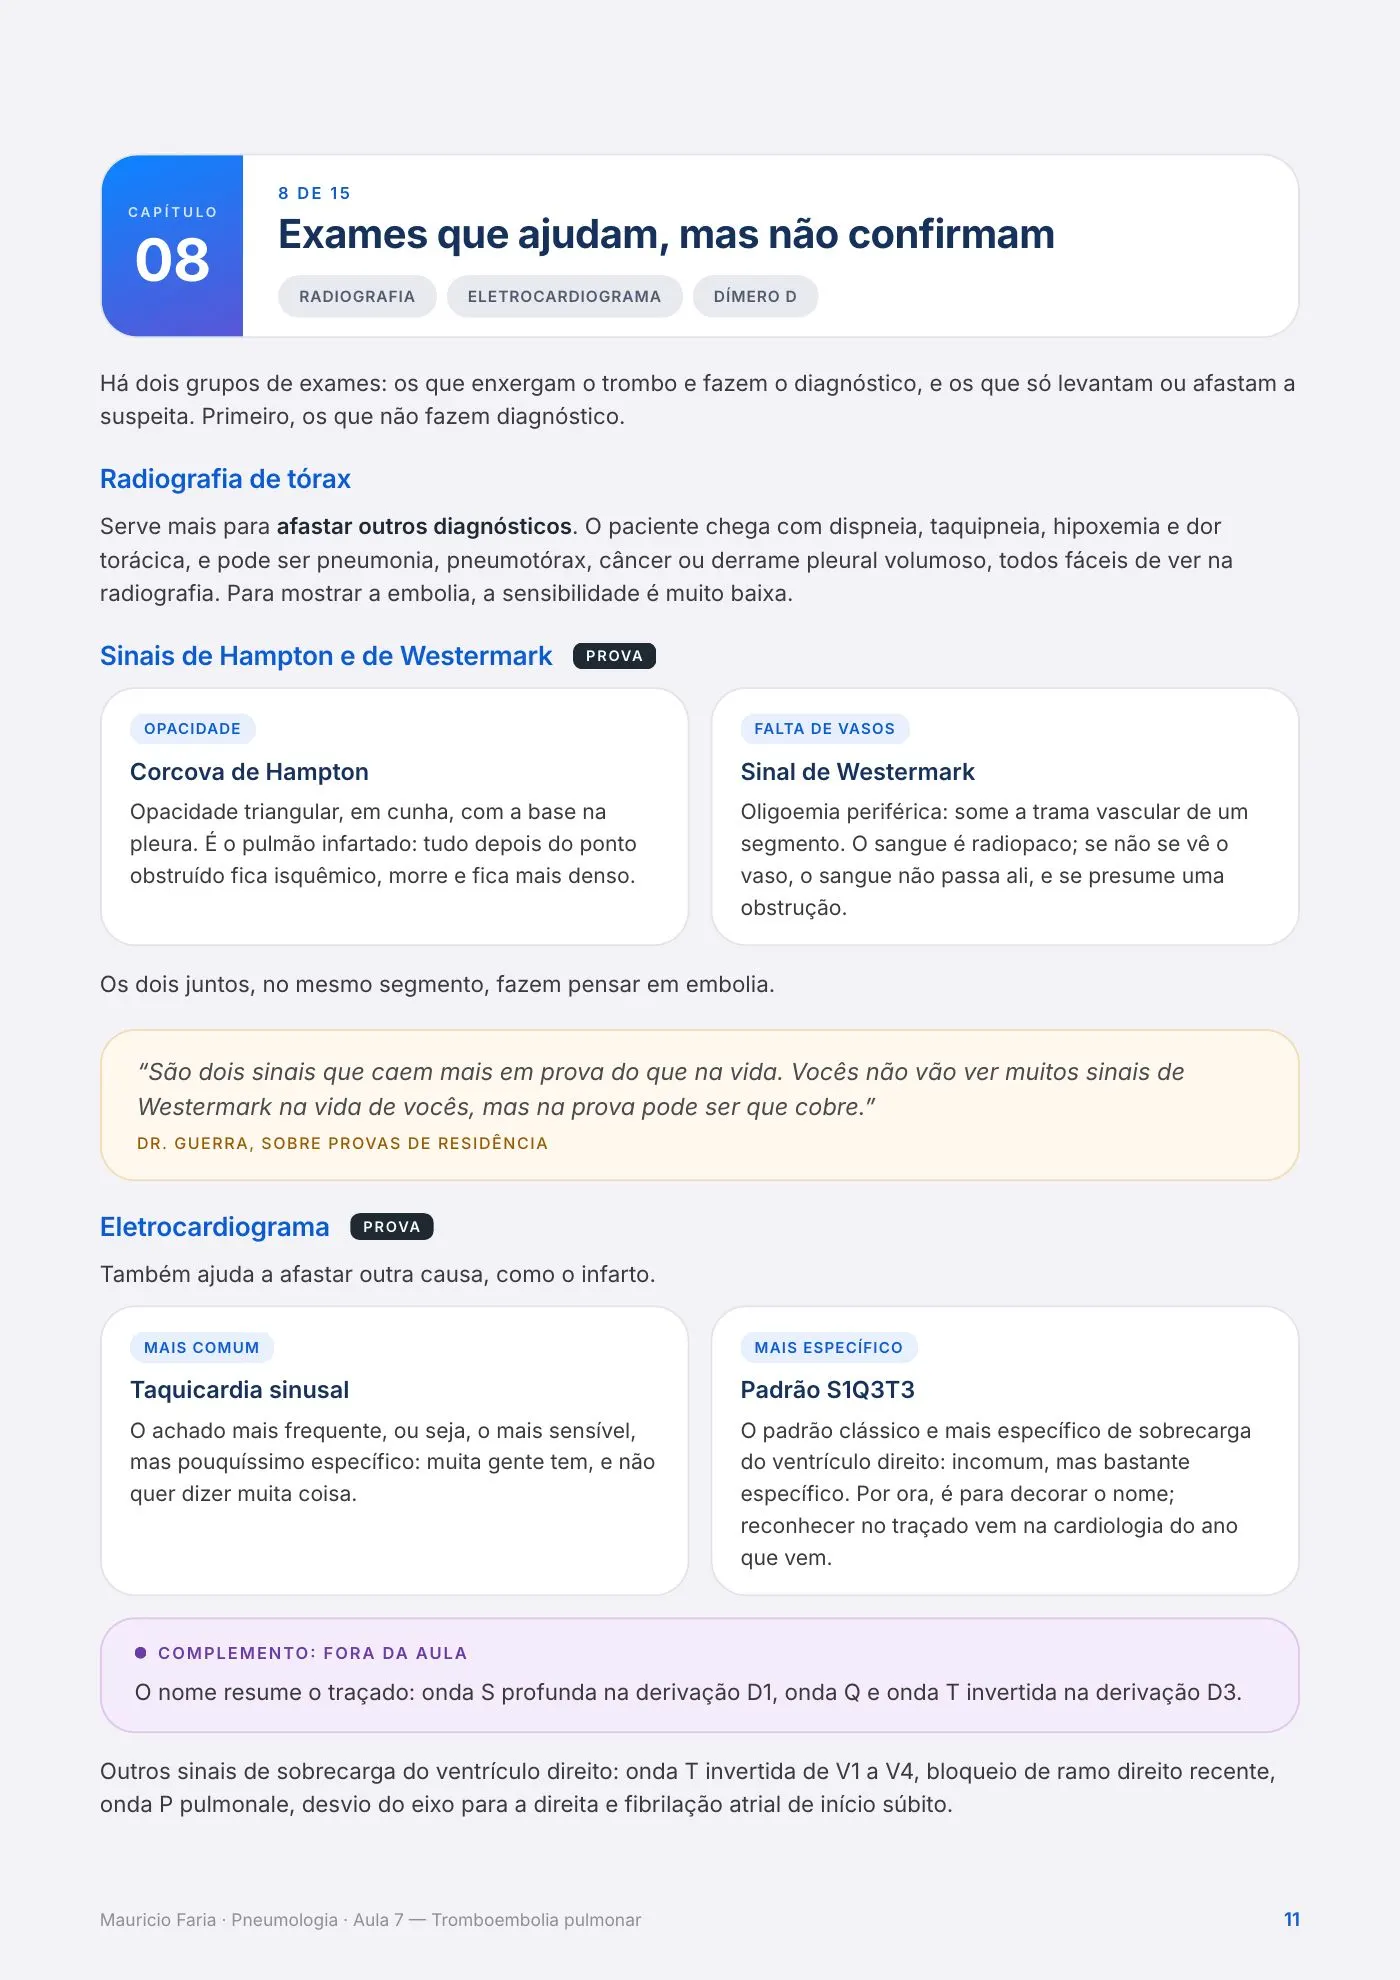 CAPÍTULO
08
8 DE 15
Exames que ajudam, mas não confirmam
RADIOGRAFIA
ELETROCARDIOGRAMA
DÍMERO D
Há dois grupos de exames: os que enxergam o trombo e fazem o diagnóstico, e os que só levantam ou afastam a
suspeita. Primeiro, os que não fazem diagnóstico.
Radiografia de tórax
Serve mais para afastar outros diagnósticos. O paciente chega com dispneia, taquipneia, hipoxemia e dor
torácica, e pode ser pneumonia, pneumotórax, câncer ou derrame pleural volumoso, todos fáceis de ver na
radiografia. Para mostrar a embolia, a sensibilidade é muito baixa.
Sinais de Hampton e de Westermark PROVA
OPACIDADE
Corcova de Hampton
Opacidade triangular, em cunha, com a base na
pleura. É o pulmão infartado: tudo depois do ponto
obstruído fica isquêmico, morre e fica mais denso.
FALTA DE VASOS
Sinal de Westermark
Oligoemia periférica: some a trama vascular de um
segmento. O sangue é radiopaco; se não se vê o
vaso, o sangue não passa ali, e se presume uma
obstrução.
Os dois juntos, no mesmo segmento, fazem pensar em embolia.
“São dois sinais que caem mais em prova do que na vida. Vocês não vão ver muitos sinais de
Westermark na vida de vocês, mas na prova pode ser que cobre.”
DR. GUERRA, SOBRE PROVAS DE RESIDÊNCIA
Eletrocardiograma PROVA
Também ajuda a afastar outra causa, como o infarto.
MAIS COMUM
Taquicardia sinusal
O achado mais frequente, ou seja, o mais sensível,
mas pouquíssimo específico: muita gente tem, e não
quer dizer muita coisa.
MAIS ESPECÍFICO
Padrão S1Q3T3
O padrão clássico e mais específico de sobrecarga
do ventrículo direito: incomum, mas bastante
específico. Por ora, é para decorar o nome;
reconhecer no traçado vem na cardiologia do ano
que vem.
COMPLEMENTO: FORA DA AULA
O nome resume o traçado: onda S profunda na derivação D1, onda Q e onda T invertida na derivação D3.
Outros sinais de sobrecarga do ventrículo direito: onda T invertida de V1 a V4, bloqueio de ramo direito recente,
onda P pulmonale, desvio do eixo para a direita e fibrilação atrial de início súbito.
Mauricio Faria · Pneumologia · Aula 7 — Tromboembolia pulmonar
11